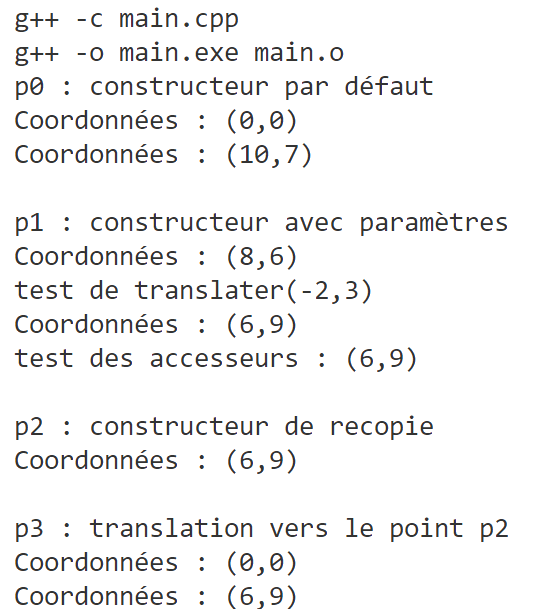 g++ -c main.cpp
g++ -o main.exe main.o
p0 : constructeur par défaut
Coordonnées : (0,0)
Coordonnées : (10,7)
p1 : constructeur avec paramètres
Coordonnées : (8,6)
test de translater(-2,3)
Coordonnées : (6,9)
test des accesseurs : (6,9)
p2 : constructeur de recopie
Coordonnées : (6,9)
p3 : translation vers le point p2
Coordonnées : (0,0)
Coordonnées : (6,9)